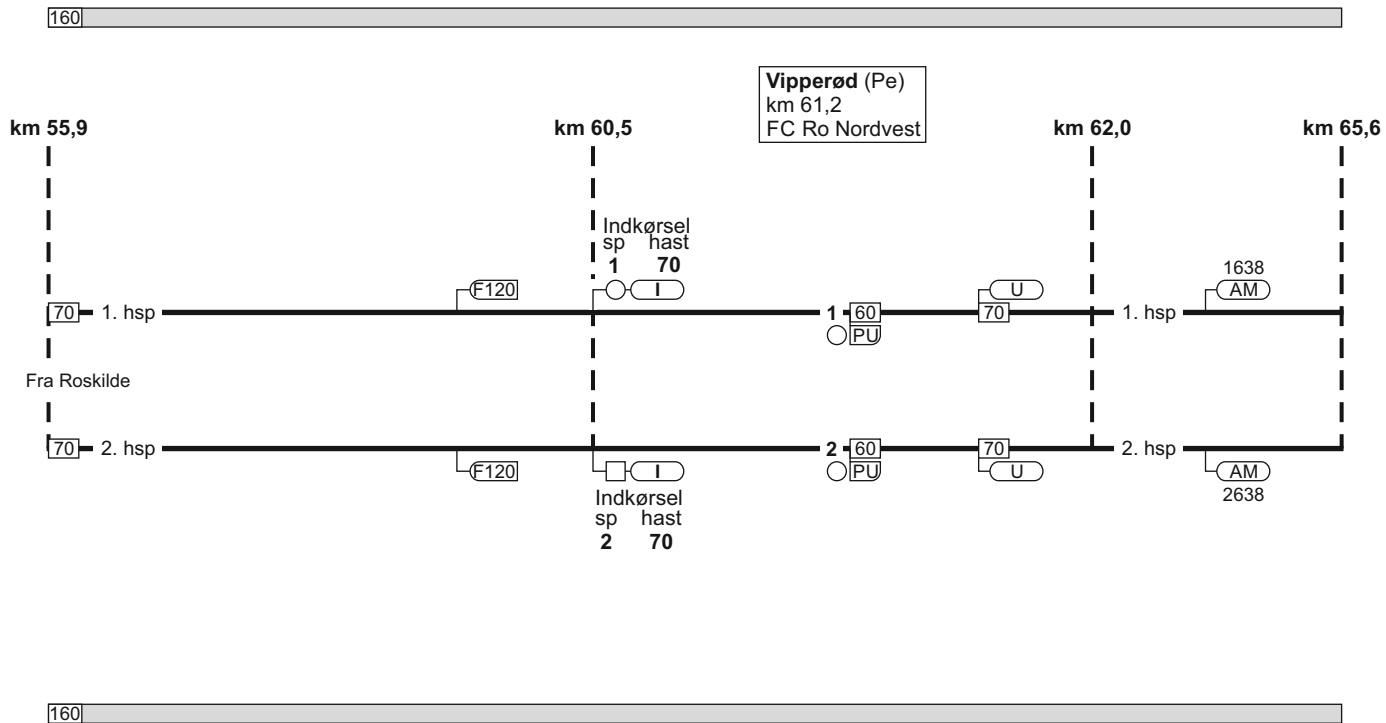 160
Vipperød (Pe)
km 61,2
FC Ro Nordvest
km 55,9
km 60,5
km 62,0
km 65,6
Indkørsel
sp hast
1 70
1638
F120
I
U
AM
70 1. hsp
1 60
70
1. hsp
PU
Fra Roskilde
70 2. hsp
2 60
70
2. hsp
F120
I
PU
U
AM
Indkørsel
2638
sp hast
2 70
160